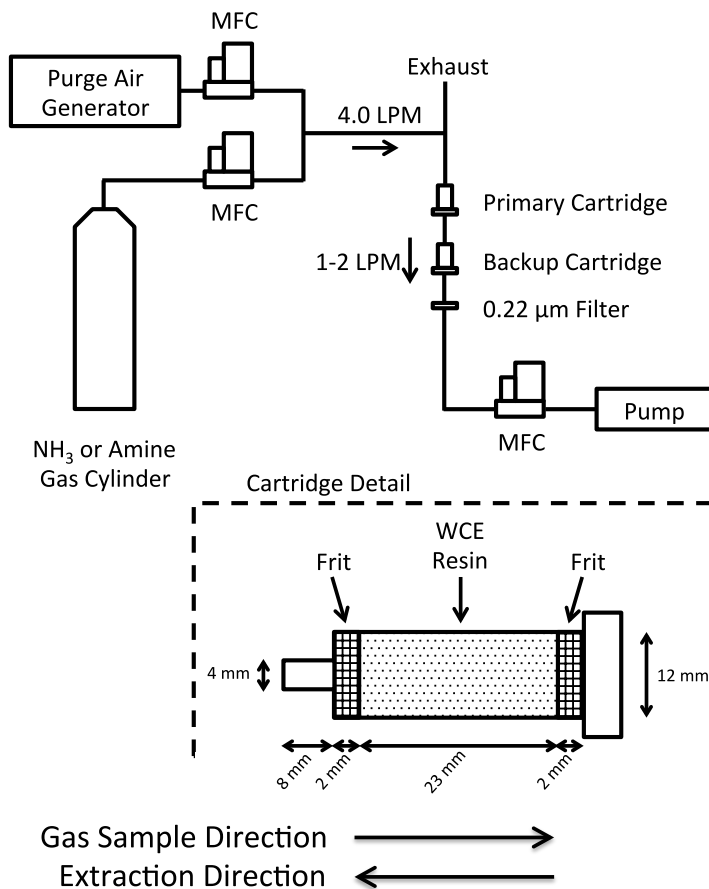 MFC
Purge Air
Generator
Exhaust
4.0 LPM
MFC
Primary Cartridge
1-2 LPM
Backup Cartridge
0.22 µm Filter
MFC
Pump
NH₃ or Amine
Gas Cylinder
Cartridge Detail
WCE
Resin
Frit
Frit
4 mm
12 mm
8 mm
2 mm
23 mm
2 mm
Gas Sample Direction
Extraction Direction